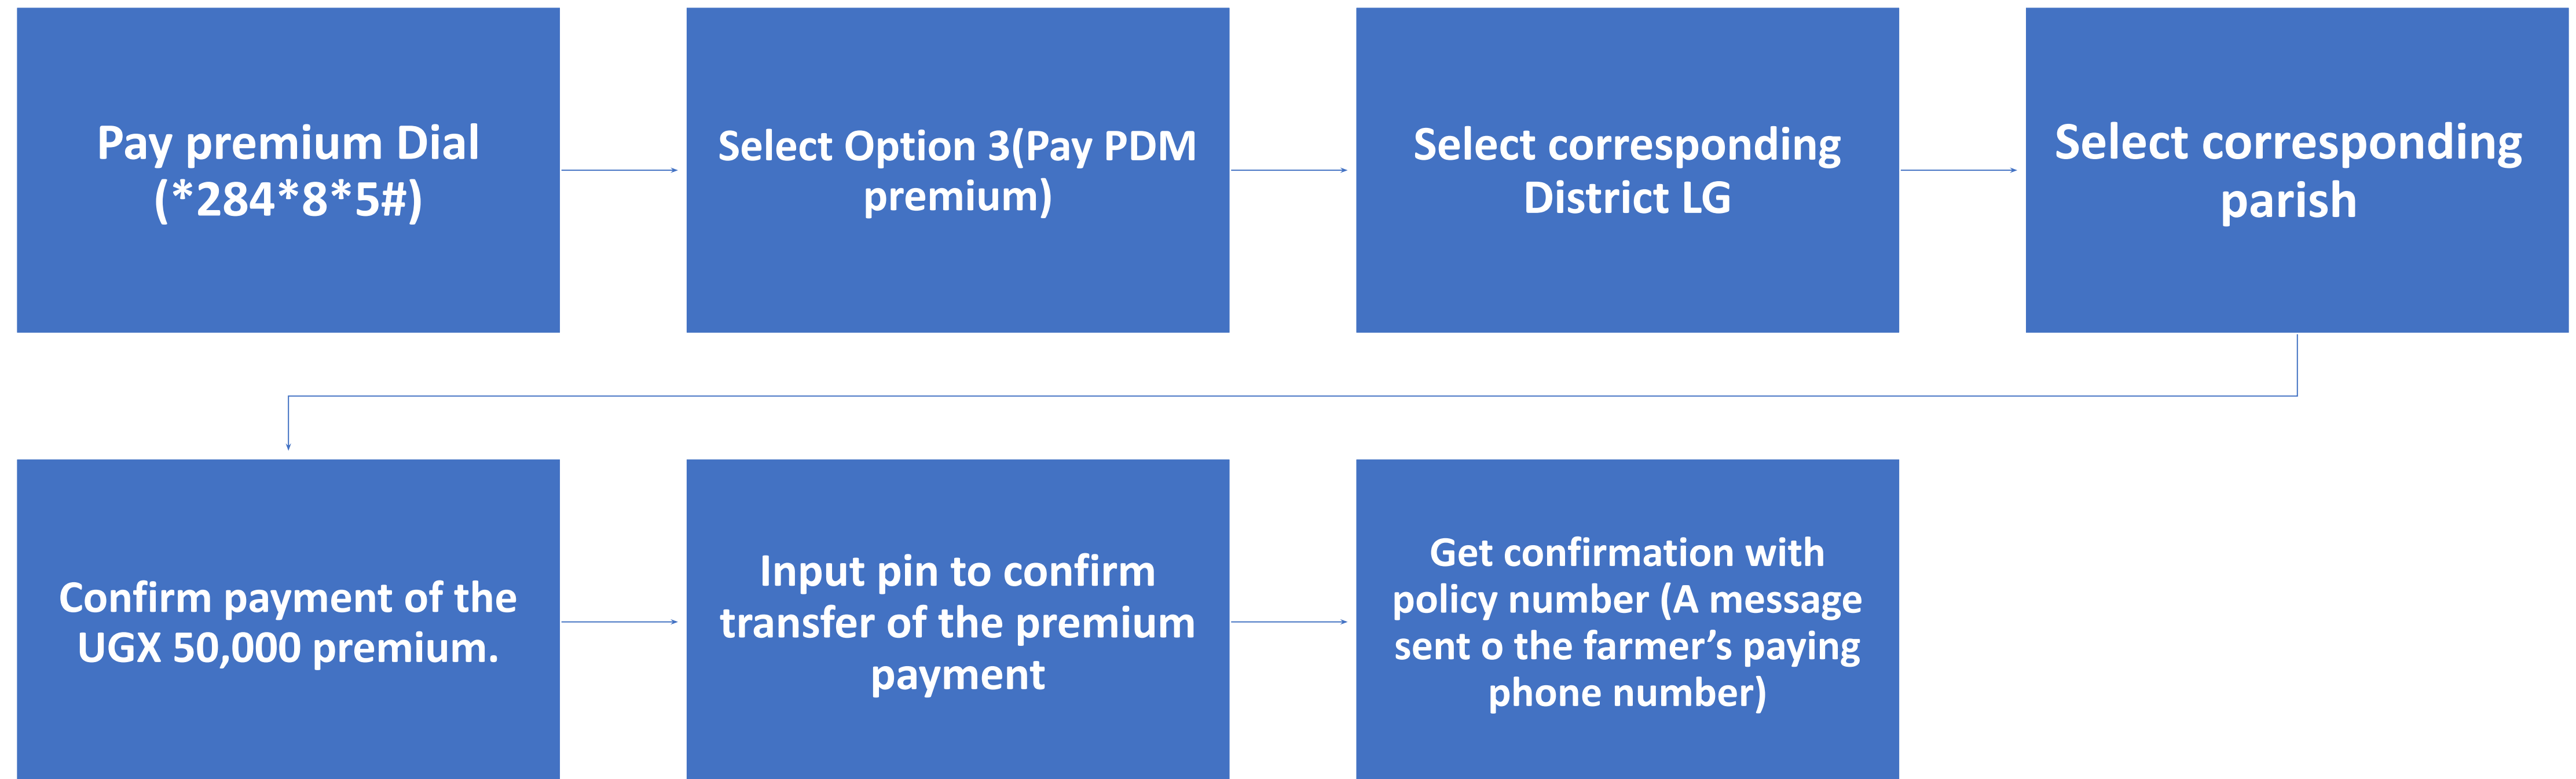 Pay premium Dial
(*284*8*5#)
Select Option 3(Pay PDM
premium)
Select corresponding
District LG
Select corresponding
parish
Confirm payment of the
UGX 50,000 premium.
Input pin to confirm
transfer of the premium
payment
Get confirmation with
policy number (A message
sent o the farmer’s paying
phone number)